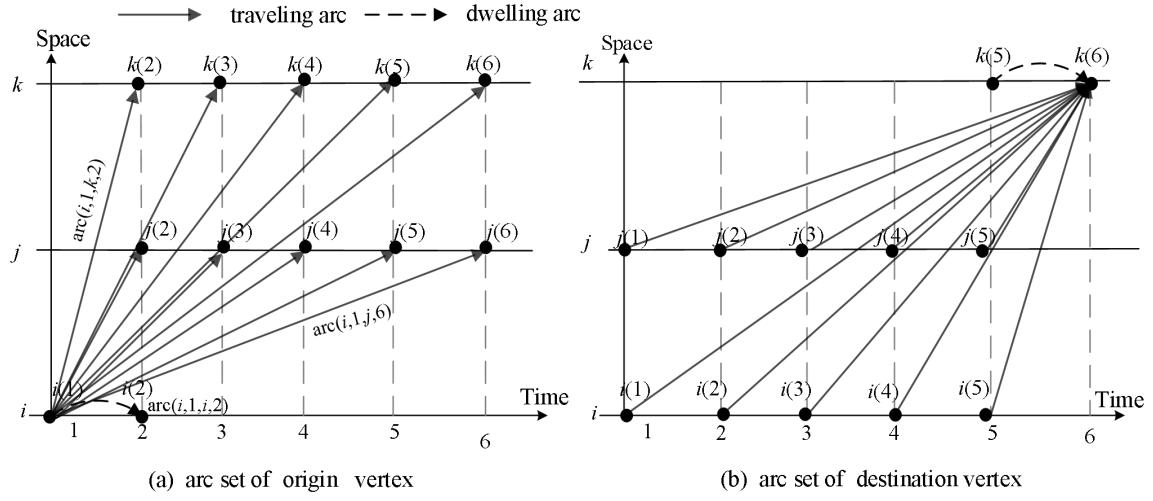 traveling arc dwelling arc
Space
k(2) k(3) k(4) k(5) k(6)
k
arc(i,1,k,2)
j(2) j(3) j(4) j(5) j(6)
j
arc(i,1,j,6)
i(1) i(2)
arc(i,1,i,2)
Time
i
1 2 3 4 5 6
(a) arc set of origin vertex
Space
k(5) k(6)
k
j(1) j(2) j(3) j(4) j(5)
j
i(1) i(2) i(3) i(4) i(5)
Time
i
1 2 3 4 5 6
(b) arc set of destination vertex